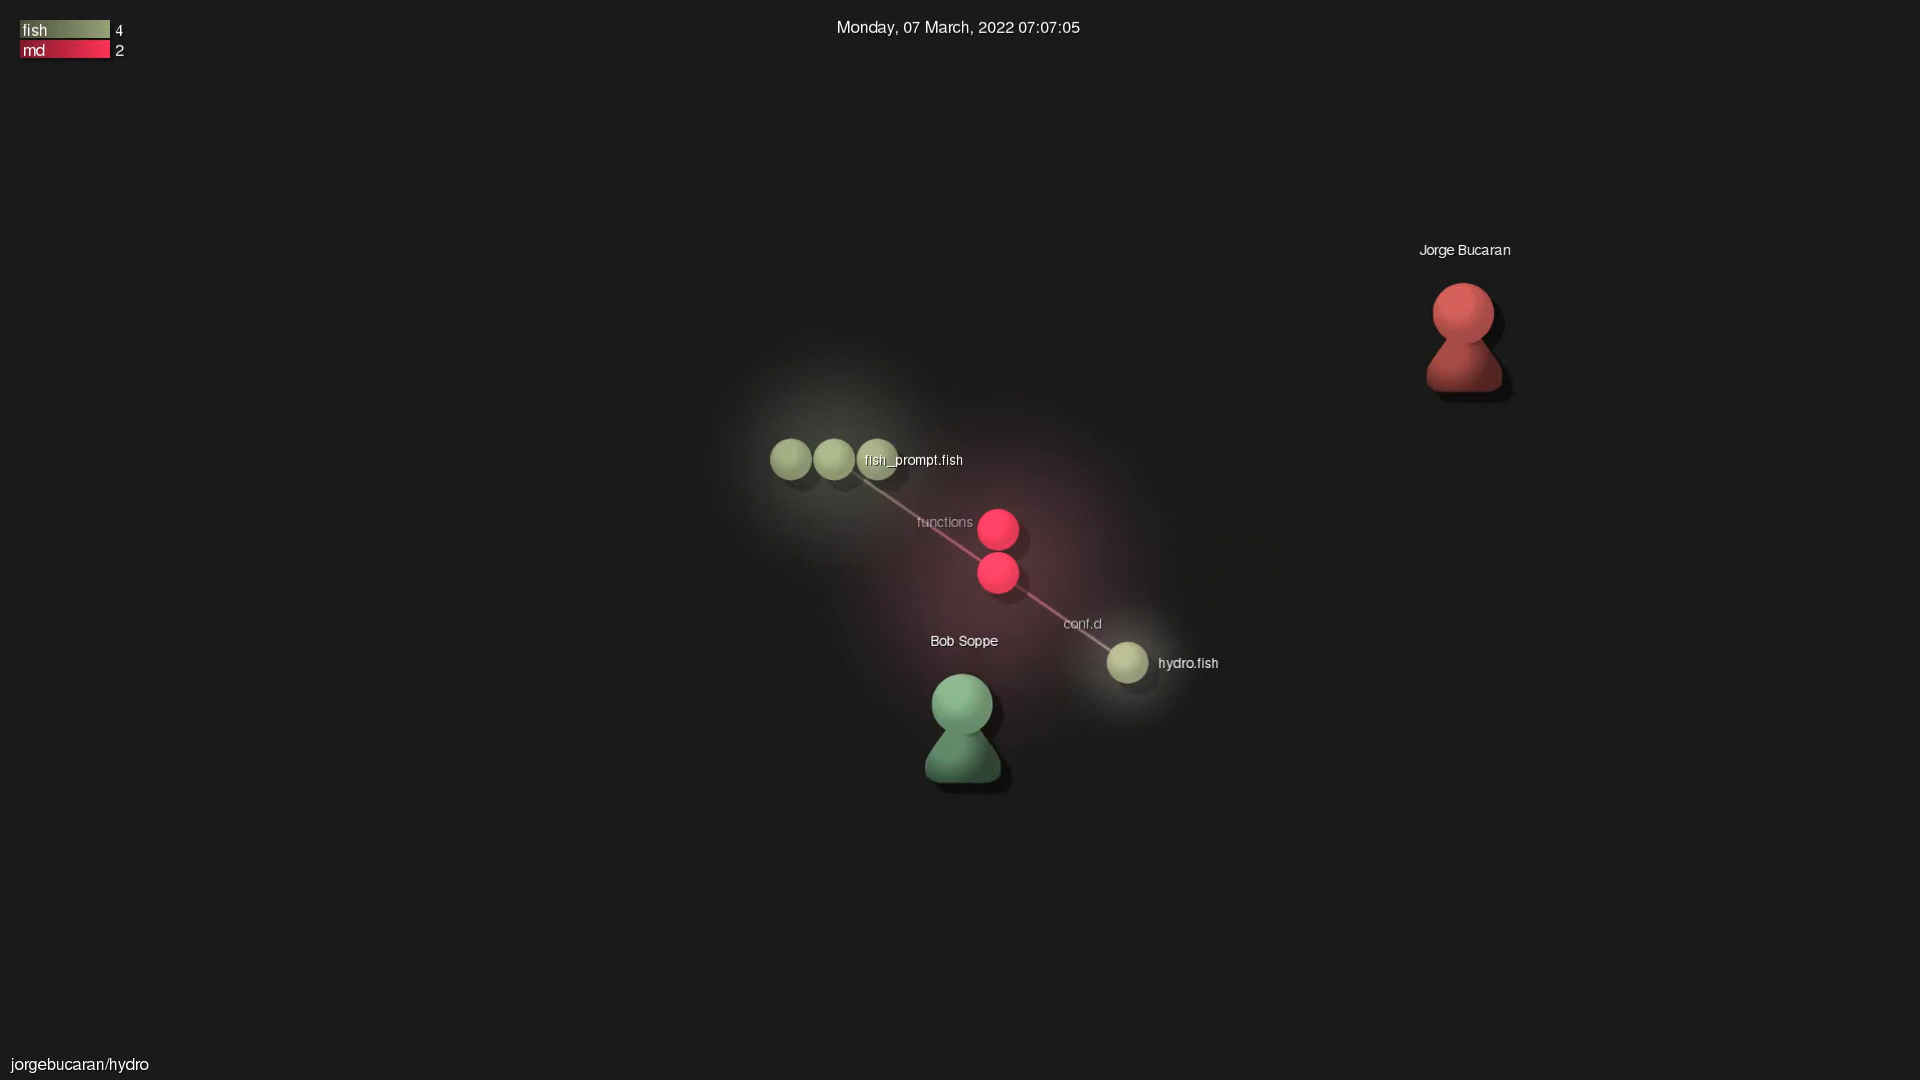 fish 4
md 2
Monday, 07 March, 2022 07:07:05
Jorge Bucaran
fish_prompt.fish
functions
conf.d
Bob Soppe
hydro.fish
jorgebucaran/hydro